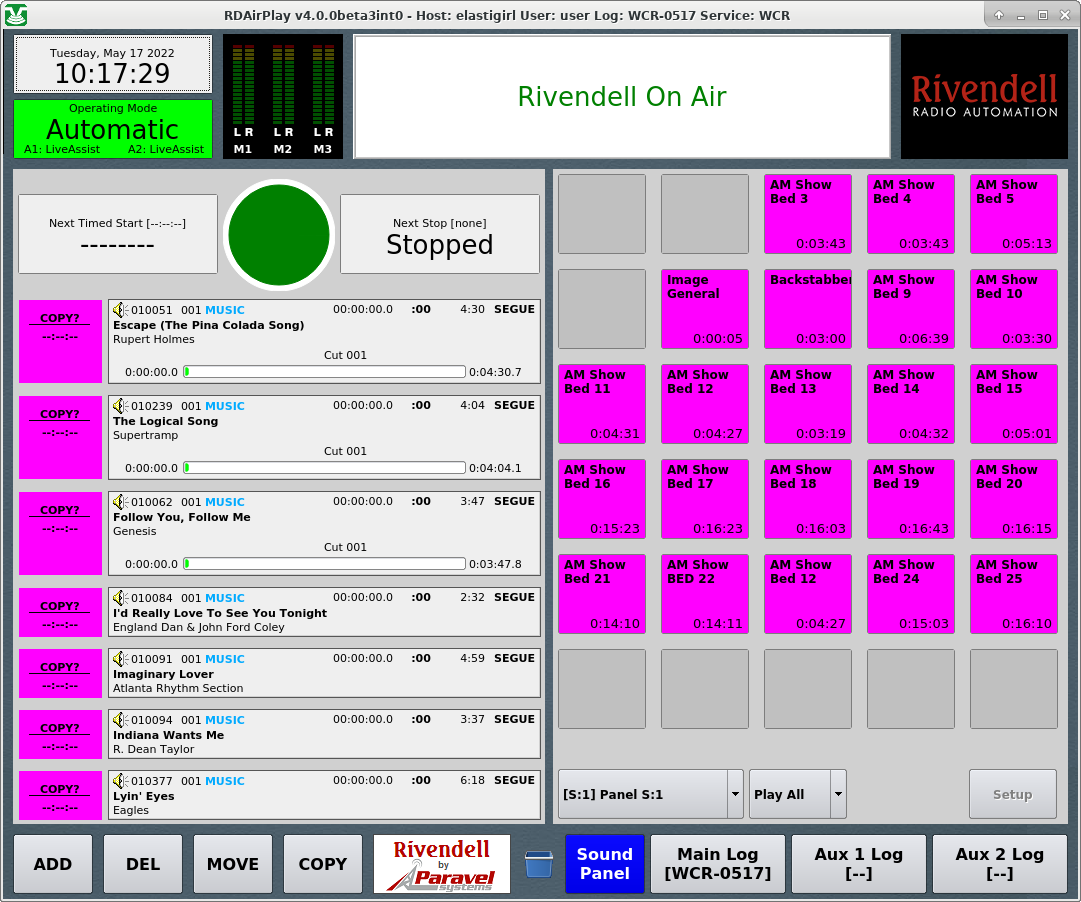 RDAirPlay v4.0.0beta3int0 - Host: elastigirl User: user Log: WCR-0517 Service: WCR
Tuesday, May 17 2022
10:17:29
Operating Mode
Automatic
A1: LiveAssist A2: LiveAssist
L R L R L R
M1 M2 M3
Rivendell On Air
Rivendell
RADIO AUTOMATION
Next Timed Start [--:--:--]
--------
Next Stop [none]
Stopped
COPY?
--:--:--
010051 001 MUSIC 00:00:00.0 :00 4:30 SEGUE
Escape (The Pina Colada Song)
Rupert Holmes
Cut 001
0:00:00.0 0:04:30.7
COPY?
--:--:--
010239 001 MUSIC 00:00:00.0 :00 4:04 SEGUE
The Logical Song
Supertramp
Cut 001
0:00:00.0 0:04:04.1
COPY?
--:--:--
010062 001 MUSIC 00:00:00.0 :00 3:47 SEGUE
Follow You, Follow Me
Genesis
Cut 001
0:00:00.0 0:03:47.8
COPY?
--:--:--
010084 001 MUSIC 00:00:00.0 :00 2:32 SEGUE
I'd Really Love To See You Tonight
England Dan & John Ford Coley
COPY?
--:--:--
010091 001 MUSIC 00:00:00.0 :00 4:59 SEGUE
Imaginary Lover
Atlanta Rhythm Section
COPY?
--:--:--
010094 001 MUSIC 00:00:00.0 :00 3:37 SEGUE
Indiana Wants Me
R. Dean Taylor
COPY?
--:--:--
010377 001 MUSIC 00:00:00.0 :00 6:18 SEGUE
Lyin' Eyes
Eagles
AM Show
Bed 3
0:03:43
AM Show
Bed 4
0:03:43
AM Show
Bed 5
0:05:13
Image
General
0:00:05
Backstabber
0:03:00
AM Show
Bed 9
0:06:39
AM Show
Bed 10
0:03:30
AM Show
Bed 11
0:04:31
AM Show
Bed 12
0:04:27
AM Show
Bed 13
0:03:19
AM Show
Bed 14
0:04:32
AM Show
Bed 15
0:05:01
AM Show
Bed 16
0:15:23
AM Show
Bed 17
0:16:23
AM Show
Bed 18
0:16:03
AM Show
Bed 19
0:16:43
AM Show
Bed 20
0:16:15
AM Show
Bed 21
0:14:10
AM Show
BED 22
0:14:11
AM Show
Bed 12
0:04:27
AM Show
Bed 24
0:15:03
AM Show
Bed 25
0:16:10
[S:1] Panel S:1
Play All
Setup
ADD
DEL
MOVE
COPY
Rivendell
by
Paravel
systems
Sound
Panel
Main Log
[WCR-0517]
Aux 1 Log
[--]
Aux 2 Log
[--]